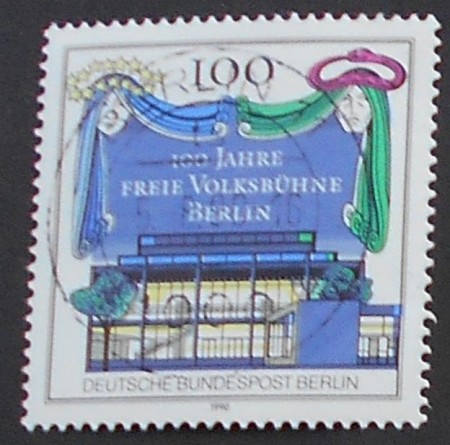 100
100 JAHRE
FREIE VOLKSBÜHNE
BERLIN
DEUTSCHE BUNDESPOST BERLIN
1990